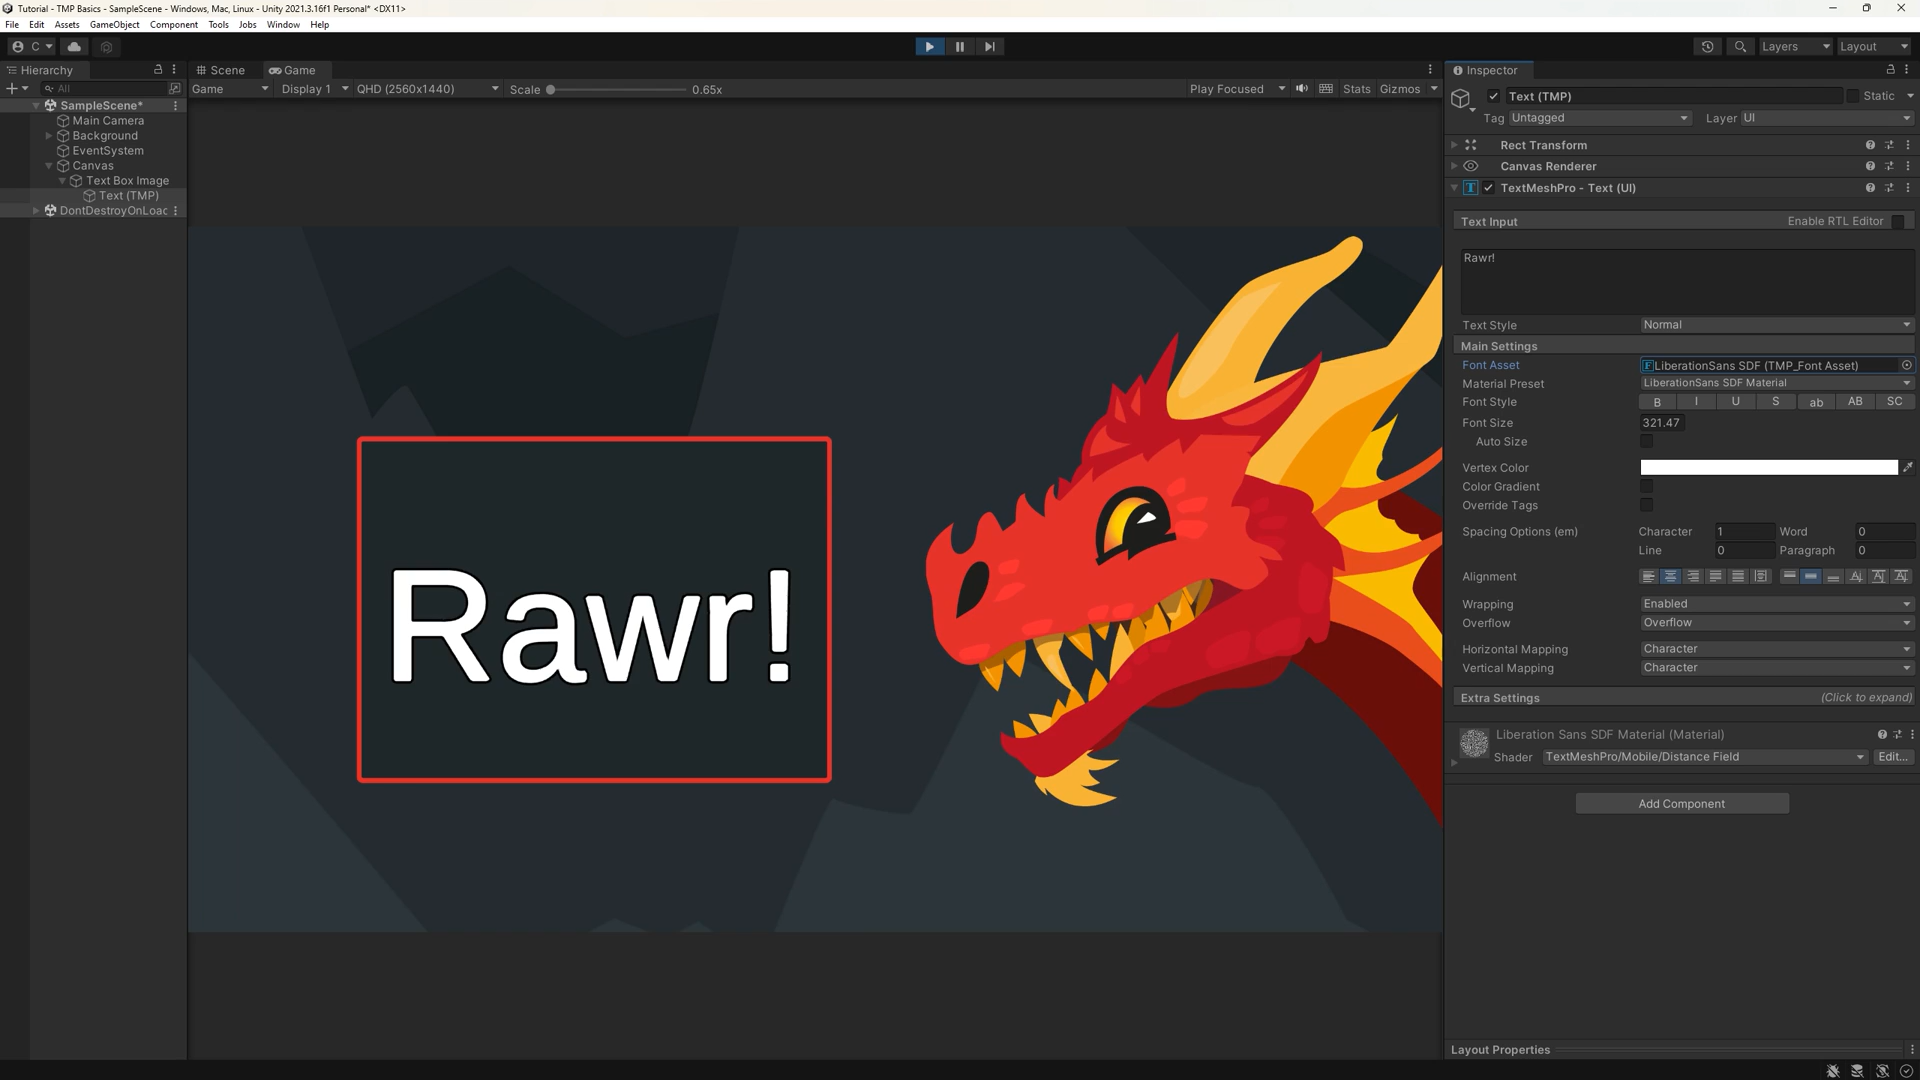 Tutorial - TMP Basics - SampleScene - Windows, Mac, Linux - Unity 2021.3.16f1 Personal* <DX11>
File Edit Assets GameObject Component Tools Jobs Window Help
C
Layers Layout
Hierarchy
All
SampleScene*
Main Camera
Background
EventSystem
Canvas
Text Box Image
Text (TMP)
DontDestroyOnLoad
Scene Game
Game Display 1 QHD (2560x1440) Scale 0.65x Play Focused Stats Gizmos
Rawr!
Inspector
Text (TMP) Static
Tag Untagged Layer UI
Rect Transform
Canvas Renderer
TextMeshPro - Text (UI)
Text Input Enable RTL Editor
Rawr!
Text Style Normal
Main Settings
Font Asset LiberationSans SDF (TMP_Font Asset)
Material Preset LiberationSans SDF Material
Font Style B I U S ab AB SC
Font Size 321.47
Auto Size
Vertex Color
Color Gradient
Override Tags
Spacing Options (em) Character 1 Word 0
Line 0 Paragraph 0
Alignment
Wrapping Enabled
Overflow Overflow
Horizontal Mapping Character
Vertical Mapping Character
Extra Settings (Click to expand)
Liberation Sans SDF Material (Material)
Shader TextMeshPro/Mobile/Distance Field Edit...
Add Component
Layout Properties